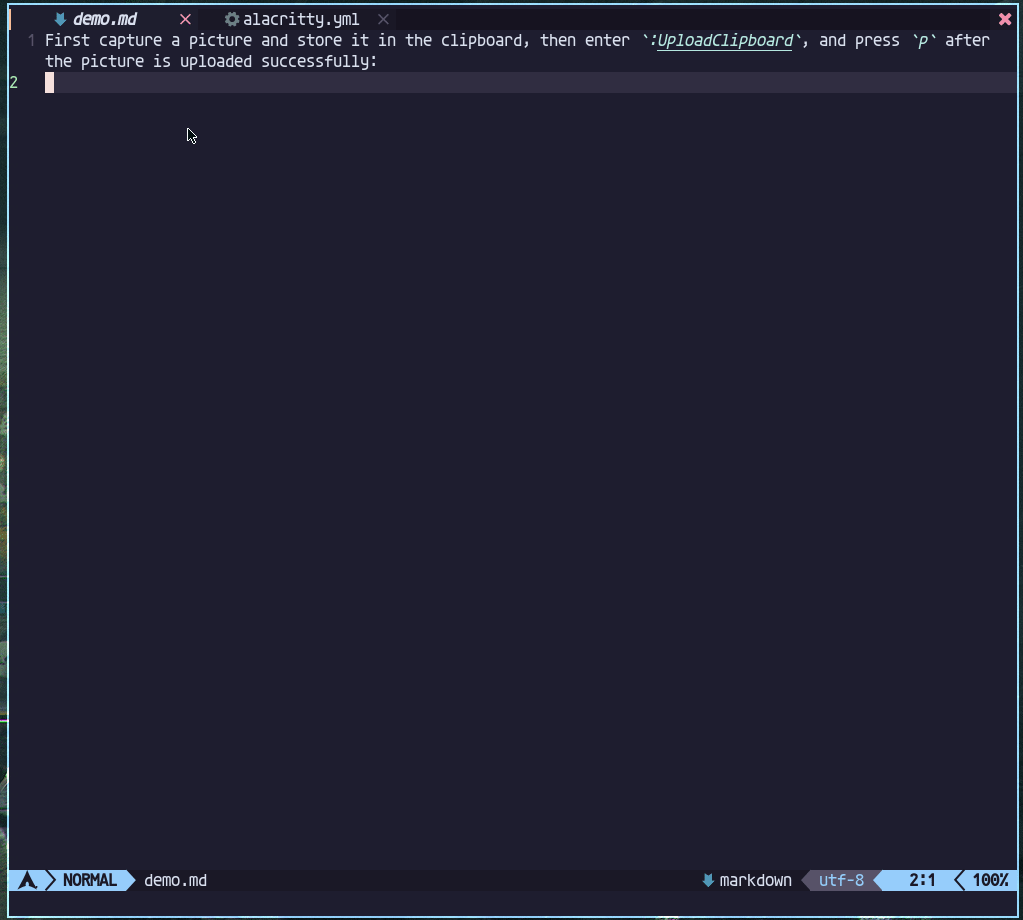 demo.md alacritty.yml
1 First capture a picture and store it in the clipboard, then enter `:UploadClipboard`, and press `p` after
the picture is uploaded successfully:
2
NORMAL demo.md markdown utf-8 2:1 100%